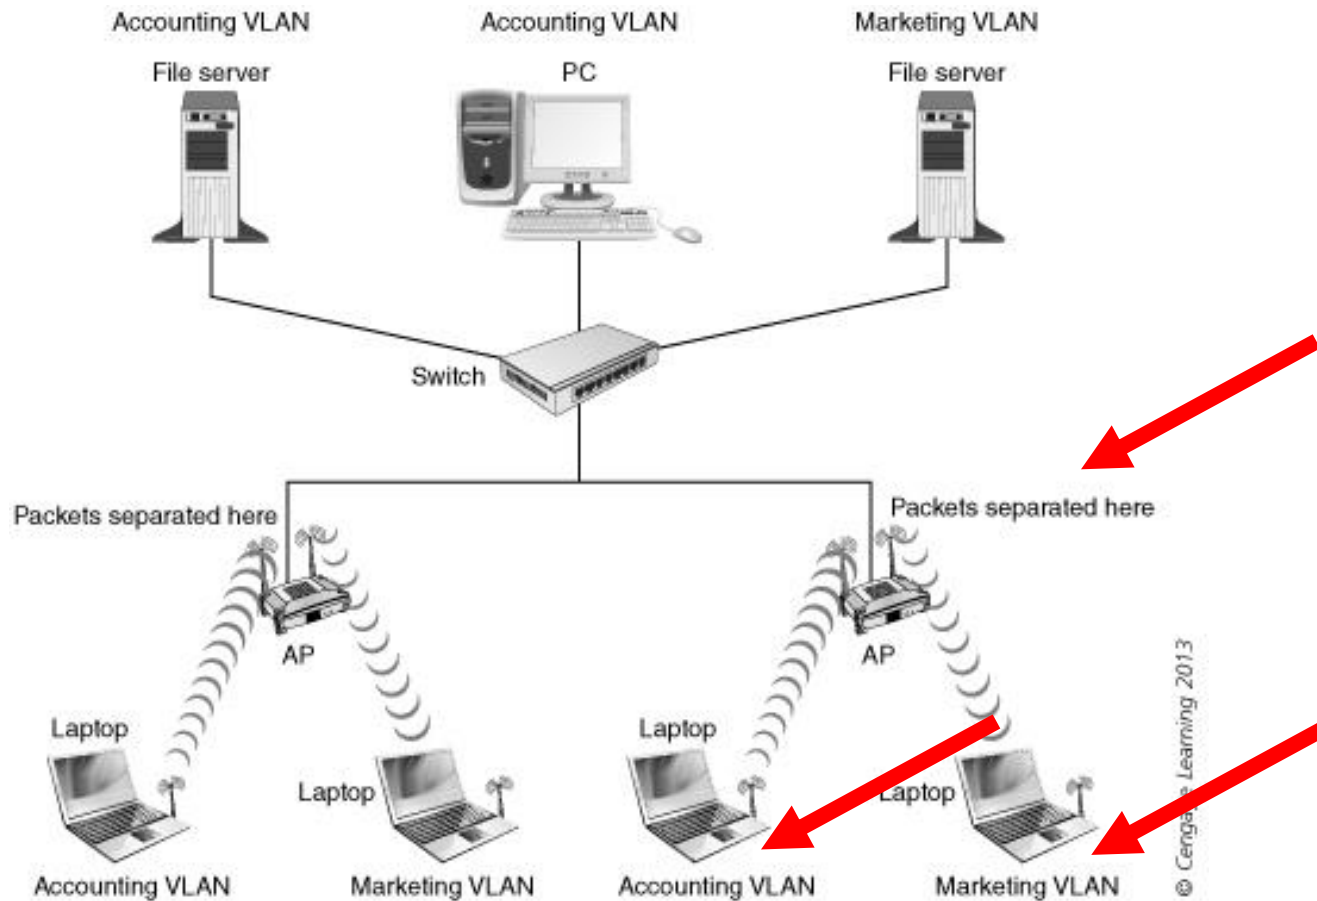 Accounting VLAN
Accounting VLAN
Marketing VLAN
File server
PC
File server
Switch
Packets separated here
Packets separated here
AP
AP
Laptop
Laptop
Laptop
Laptop
Accounting VLAN
Marketing VLAN
Accounting VLAN
Marketing VLAN
© Cengage Learning 2013